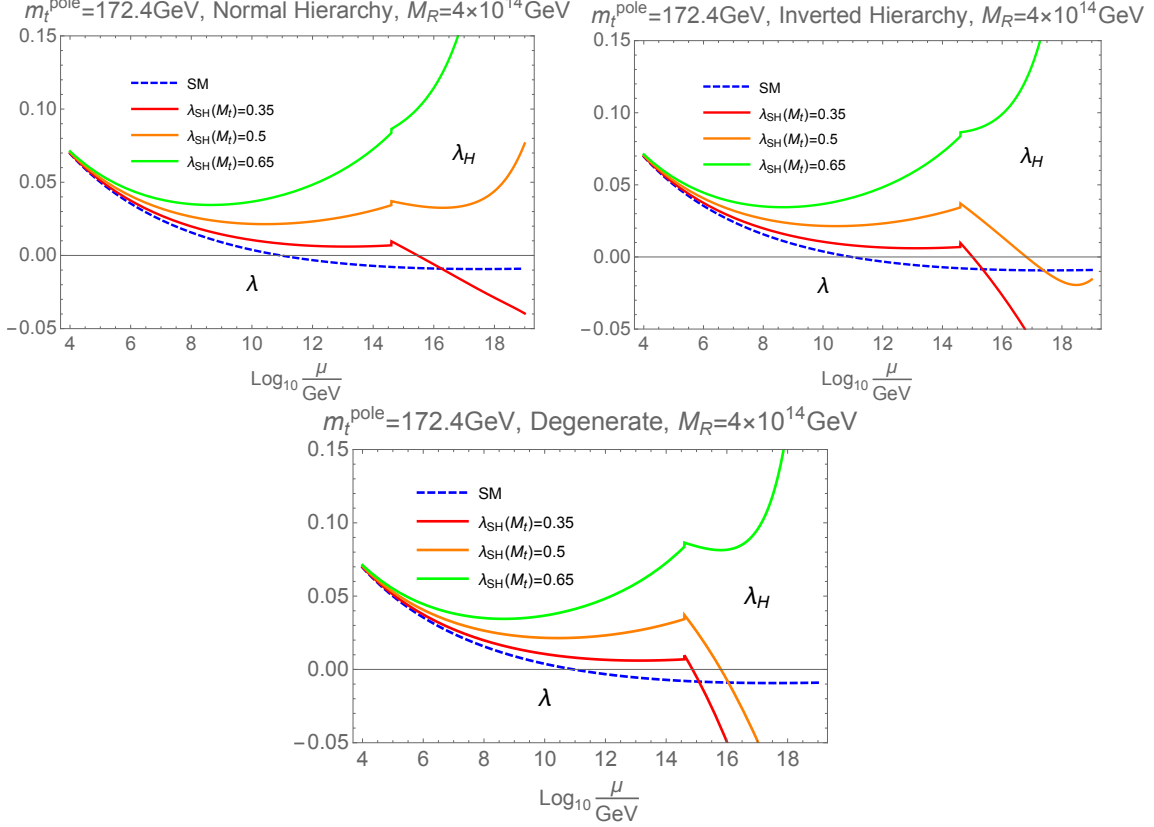 m_t^pole=172.4GeV, Normal Hierarchy, M_R=4×10^14GeV
0.15
0.10
0.05
0.00
−0.05
SM
λ_SH(M_t)=0.35
λ_SH(M_t)=0.5
λ_SH(M_t)=0.65
λ_H
λ
4 6 8 10 12 14 16 18
Log_10 μ/GeV
m_t^pole=172.4GeV, Inverted Hierarchy, M_R=4×10^14GeV
0.15
0.10
0.05
0.00
−0.05
SM
λ_SH(M_t)=0.35
λ_SH(M_t)=0.5
λ_SH(M_t)=0.65
λ_H
λ
4 6 8 10 12 14 16 18
Log_10 μ/GeV
m_t^pole=172.4GeV, Degenerate, M_R=4×10^14GeV
0.15
0.10
0.05
0.00
−0.05
SM
λ_SH(M_t)=0.35
λ_SH(M_t)=0.5
λ_SH(M_t)=0.65
λ_H
λ
4 6 8 10 12 14 16 18
Log_10 μ/GeV